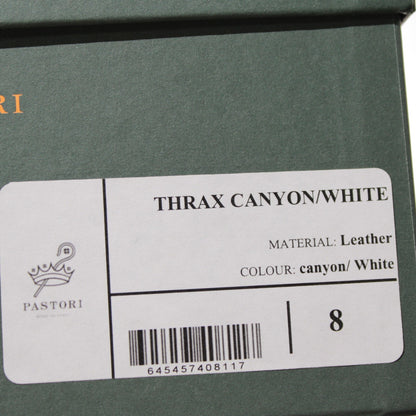 RI
THRAX CANYON/WHITE
MATERIAL: Leather
COLOUR: canyon/ White
PASTORI
8
645457408117